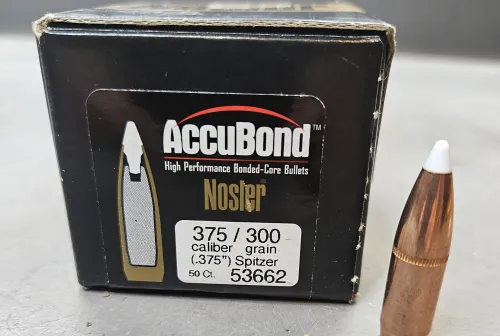 AccuBond™
High Performance Bonded-Core Bullets
Nosler
375 / 300
caliber grain
(.375") Spitzer
50 Ct. 53662